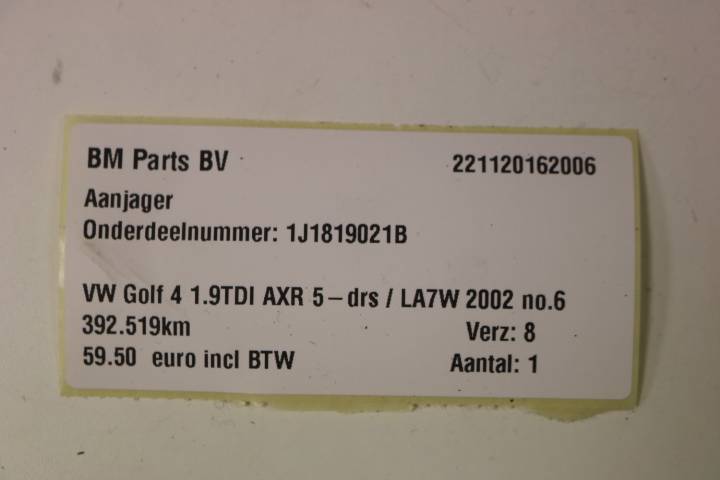 BM Parts BV 221120162006
Aanjager
Onderdeelnummer: 1J1819021B
VW Golf 4 1.9TDI AXR 5-drs / LA7W 2002 no.6
392.519km Verz: 8
59.50 euro incl BTW Aantal: 1